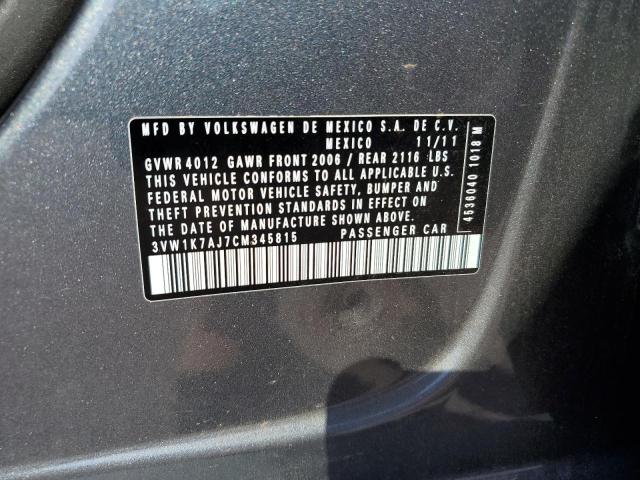 MFD BY VOLKSWAGEN DE MEXICO S.A. DE C.V.
MEXICO 11/11
GVWR 4012 GAWR FRONT 2006 / REAR 2116 LBS
THIS VEHICLE CONFORMS TO ALL APPLICABLE U.S.
FEDERAL MOTOR VEHICLE SAFETY, BUMPER AND
THEFT PREVENTION STANDARDS IN EFFECT ON
THE DATE OF MANUFACTURE SHOWN ABOVE.
3VW1K7AJ7CM345815 PASSENGER CAR
4536040 1018 M